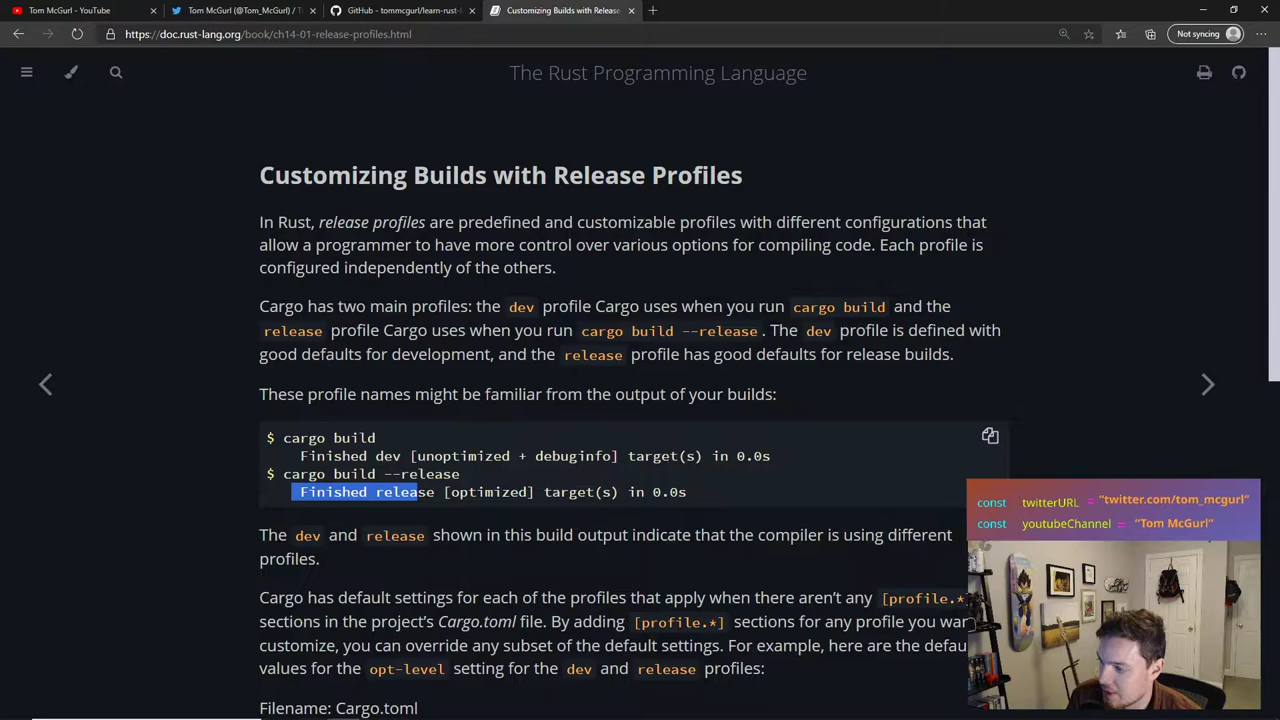 Tom McGurl - YouTube
Tom McGurl (@Tom_McGurl) / T
GitHub - tommcgurl/learn-rust-
Customizing Builds with Release
https://doc.rust-lang.org/book/ch14-01-release-profiles.html
Not syncing
The Rust Programming Language
Customizing Builds with Release Profiles
In Rust, release profiles are predefined and customizable profiles with different configurations that
allow a programmer to have more control over various options for compiling code. Each profile is
configured independently of the others.
Cargo has two main profiles: the dev profile Cargo uses when you run cargo build and the
release profile Cargo uses when you run cargo build --release. The dev profile is defined with
good defaults for development, and the release profile has good defaults for release builds.
These profile names might be familiar from the output of your builds:
$ cargo build
Finished dev [unoptimized + debuginfo] target(s) in 0.0s
$ cargo build --release
Finished release [optimized] target(s) in 0.0s
const twitterURL = "twitter.com/tom_mcgurl"
const youtubeChannel = "Tom McGurl"
The dev and release shown in this build output indicate that the compiler is using different
profiles.
Cargo has default settings for each of the profiles that apply when there aren't any [profile.*
sections in the project's Cargo.toml file. By adding [profile.*] sections for any profile you wan
customize, you can override any subset of the default settings. For example, here are the defau
values for the opt-level setting for the dev and release profiles:
Filename: Cargo.toml